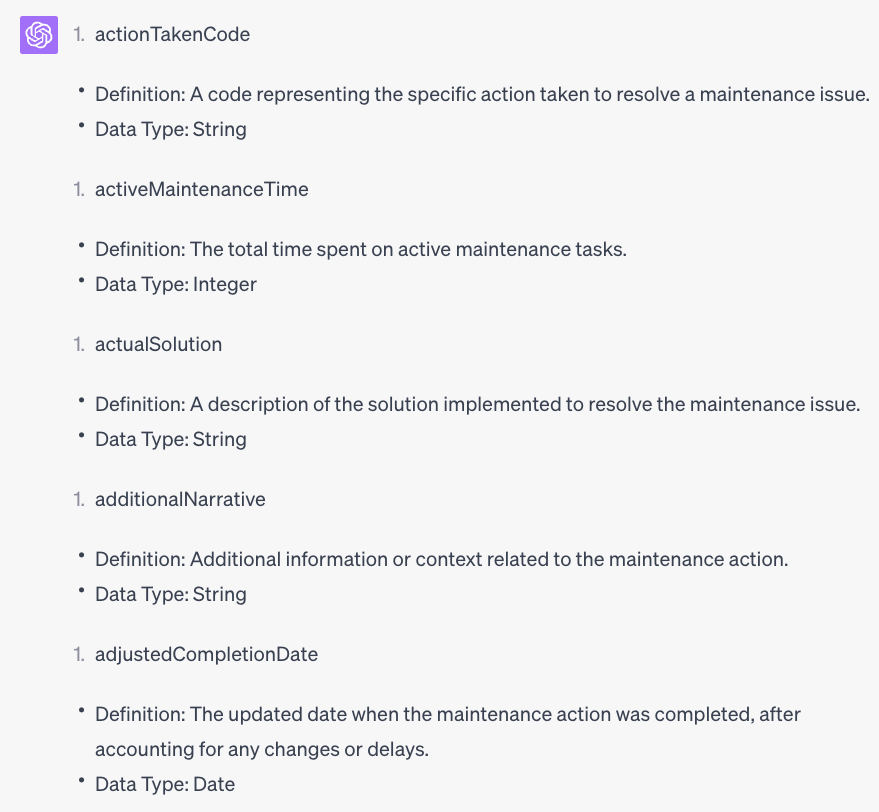 1. actionTakenCode
• Definition: A code representing the specific action taken to resolve a maintenance issue.
• Data Type: String
1. activeMaintenanceTime
• Definition: The total time spent on active maintenance tasks.
• Data Type: Integer
1. actualSolution
• Definition: A description of the solution implemented to resolve the maintenance issue.
• Data Type: String
1. additionalNarrative
• Definition: Additional information or context related to the maintenance action.
• Data Type: String
1. adjustedCompletionDate
• Definition: The updated date when the maintenance action was completed, after
accounting for any changes or delays.
• Data Type: Date